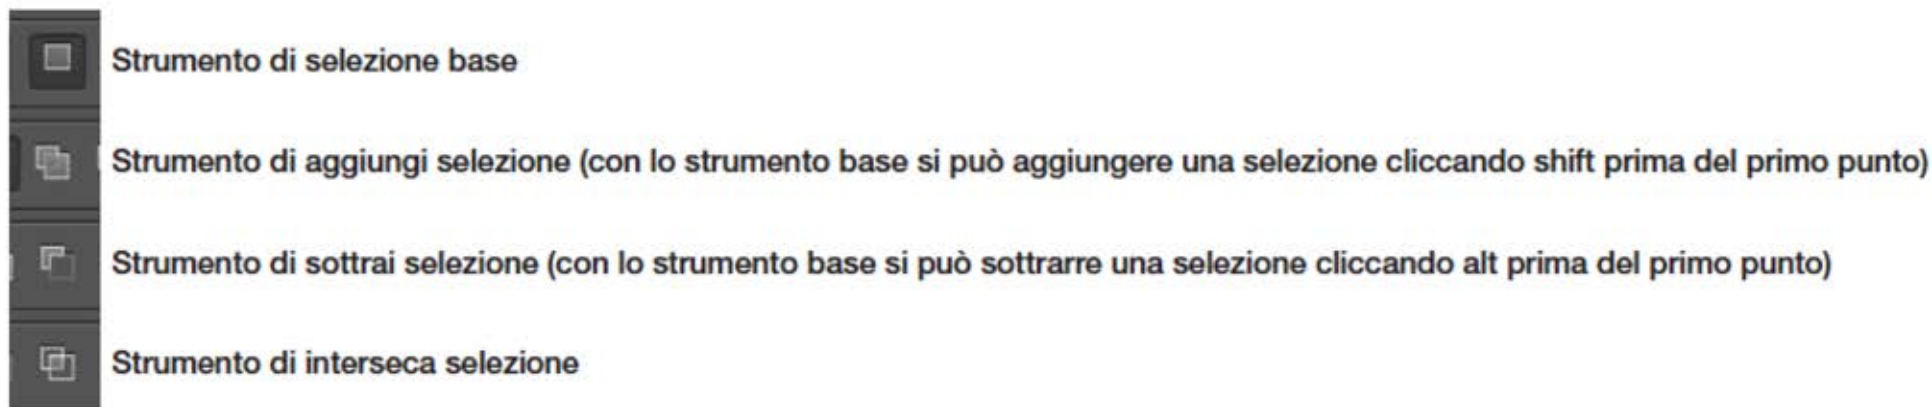 Strumento di selezione base
Strumento di aggiungi selezione (con lo strumento base si può aggiungere una selezione cliccando shift prima del primo punto)
Strumento di sottrai selezione (con lo strumento base si può sottrarre una selezione cliccando alt prima del primo punto)
Strumento di interseca selezione